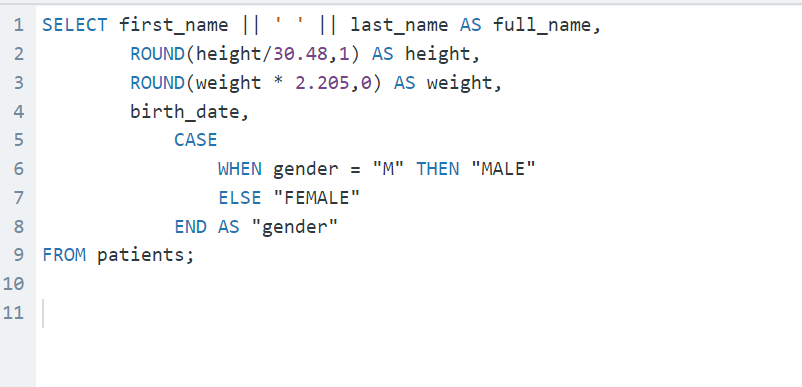 1 SELECT first_name || ' ' || last_name AS full_name,
2 ROUND(height/30.48,1) AS height,
3 ROUND(weight * 2.205,0) AS weight,
4 birth_date,
5 CASE
6 WHEN gender = "M" THEN "MALE"
7 ELSE "FEMALE"
8 END AS "gender"
9 FROM patients;
10
11